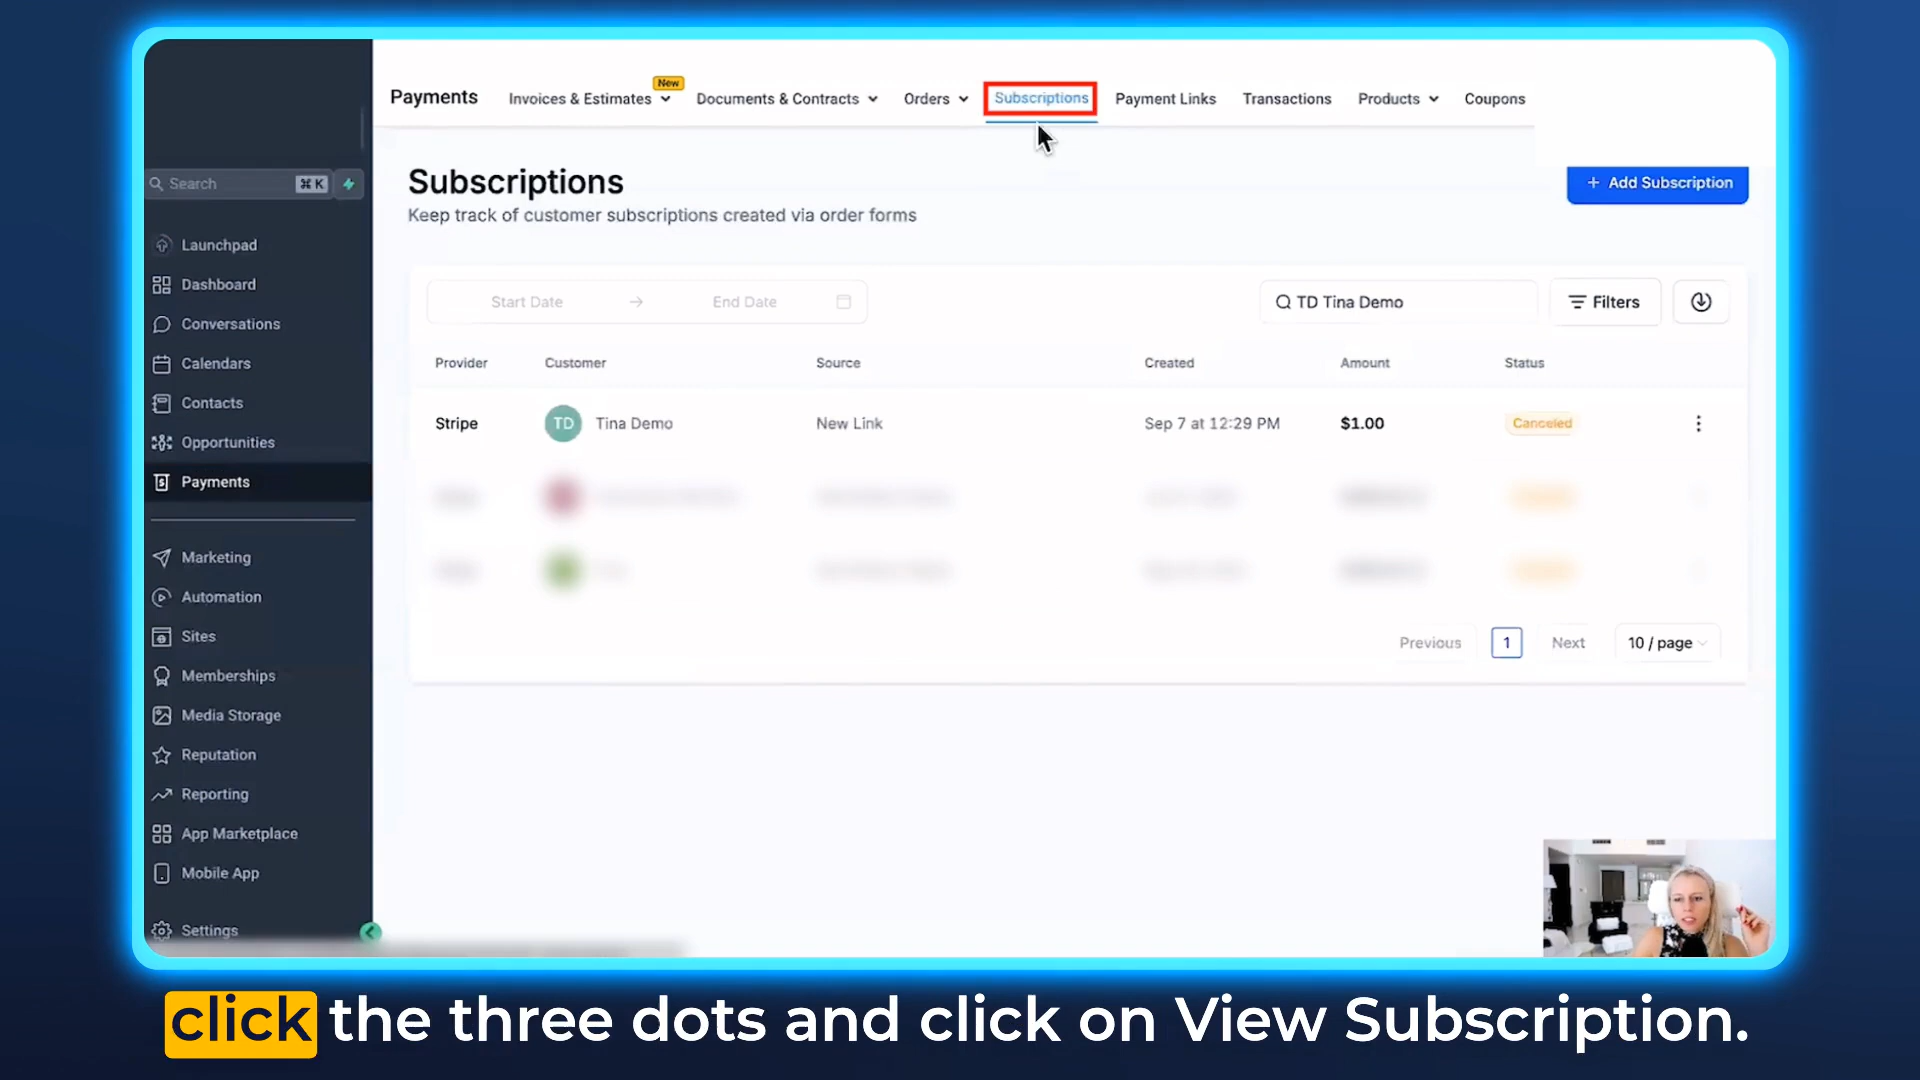 Payments
Invoices & Estimates
New
Documents & Contracts
Orders
Subscriptions
Payment Links
Transactions
Products
Coupons
Search
⌘ K
Launchpad
Dashboard
Conversations
Calendars
Contacts
Opportunities
Payments
Marketing
Automation
Sites
Memberships
Media Storage
Reputation
Reporting
App Marketplace
Mobile App
Settings
Subscriptions
Keep track of customer subscriptions created via order forms
+ Add Subscription
Start Date → End Date
TD Tina Demo
Filters
Provider Customer Source Created Amount Status
Stripe TD Tina Demo New Link Sep 7 at 12:29 PM $1.00 Canceled
Previous 1 Next 10 / page
click the three dots and click on View Subscription.